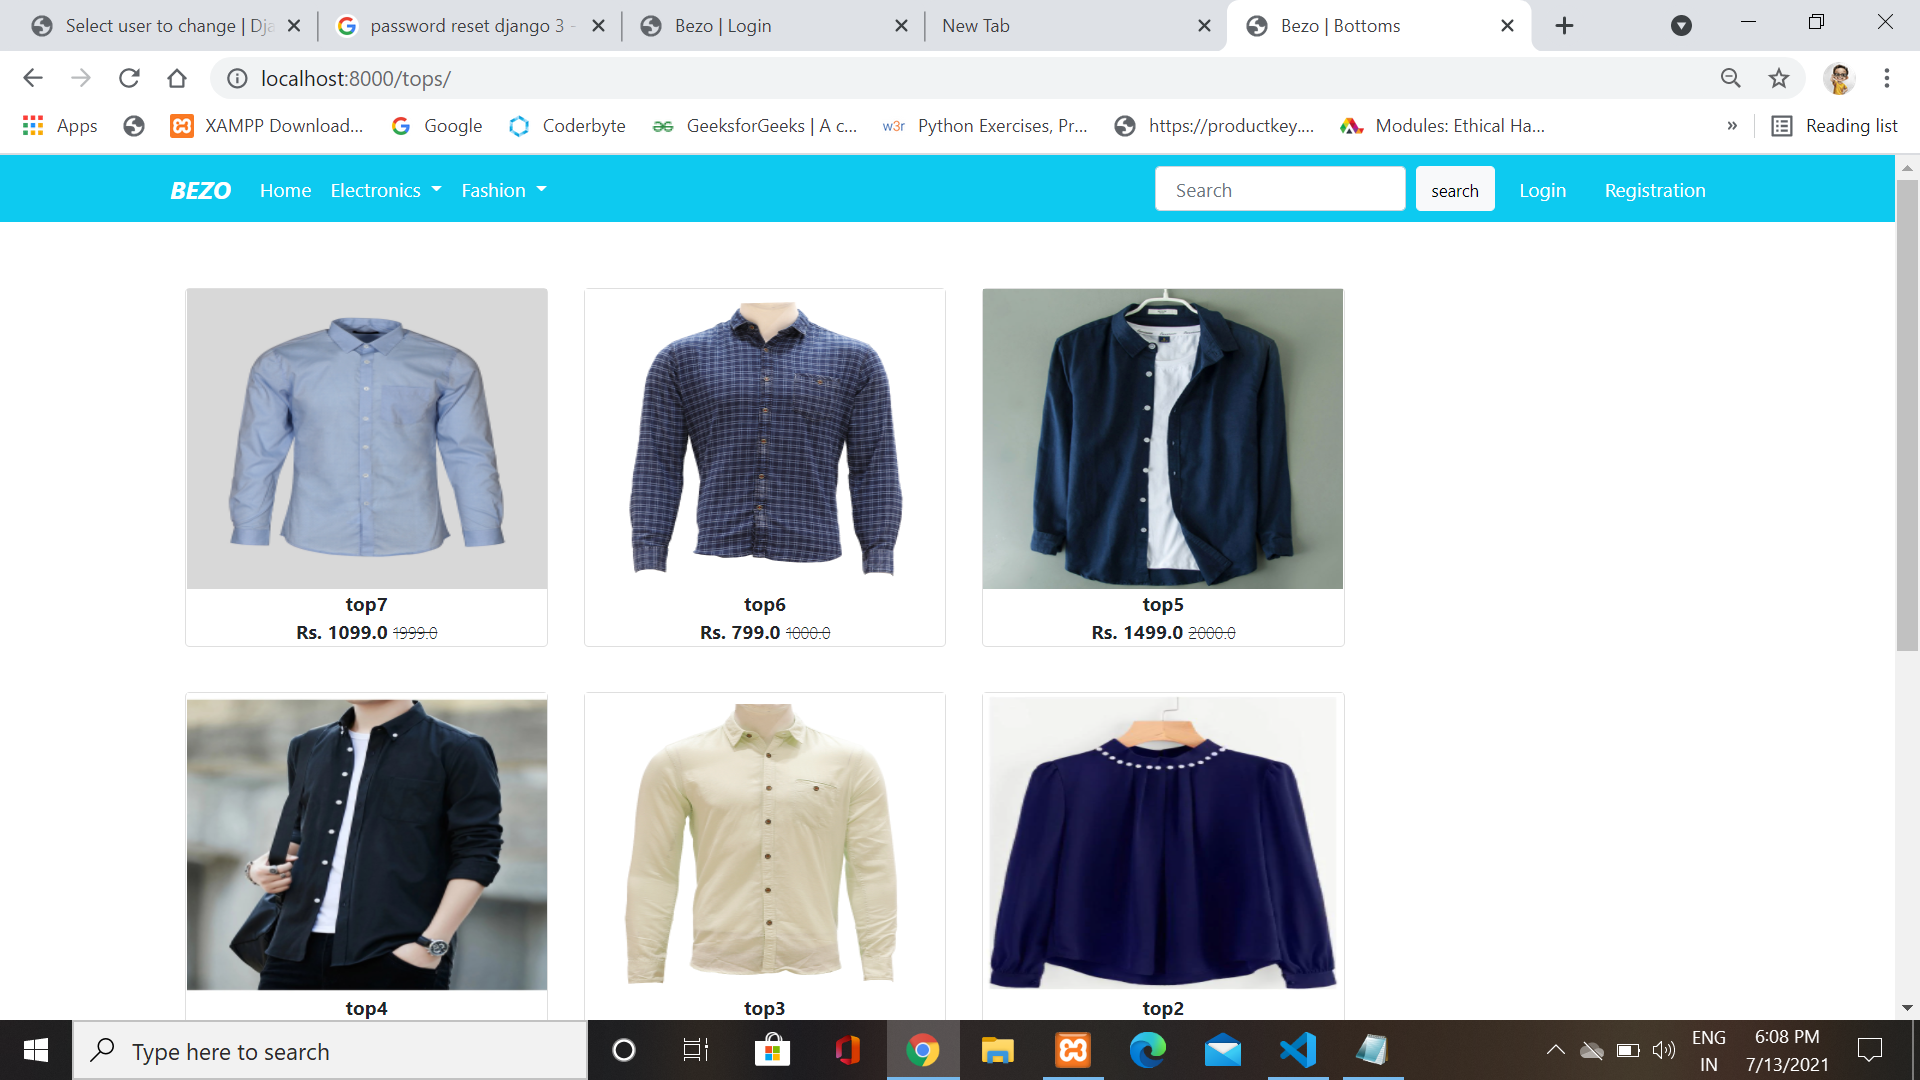 Select user to change | Dja
password reset django 3 -
Bezo | Login
New Tab
Bezo | Bottoms
localhost:8000/tops/
Apps
XAMPP Download...
Google
Coderbyte
GeeksforGeeks | A c...
w3r
Python Exercises, Pr...
https://productkey....
Modules: Ethical Ha...
»
Reading list
BEZO
Home
Electronics
Fashion
Search
search
Login
Registration
top7
Rs. 1099.0 1999.0
top6
Rs. 799.0 1000.0
top5
Rs. 1499.0 2000.0
top4
top3
top2
Type here to search
ENG
IN
6:08 PM
7/13/2021